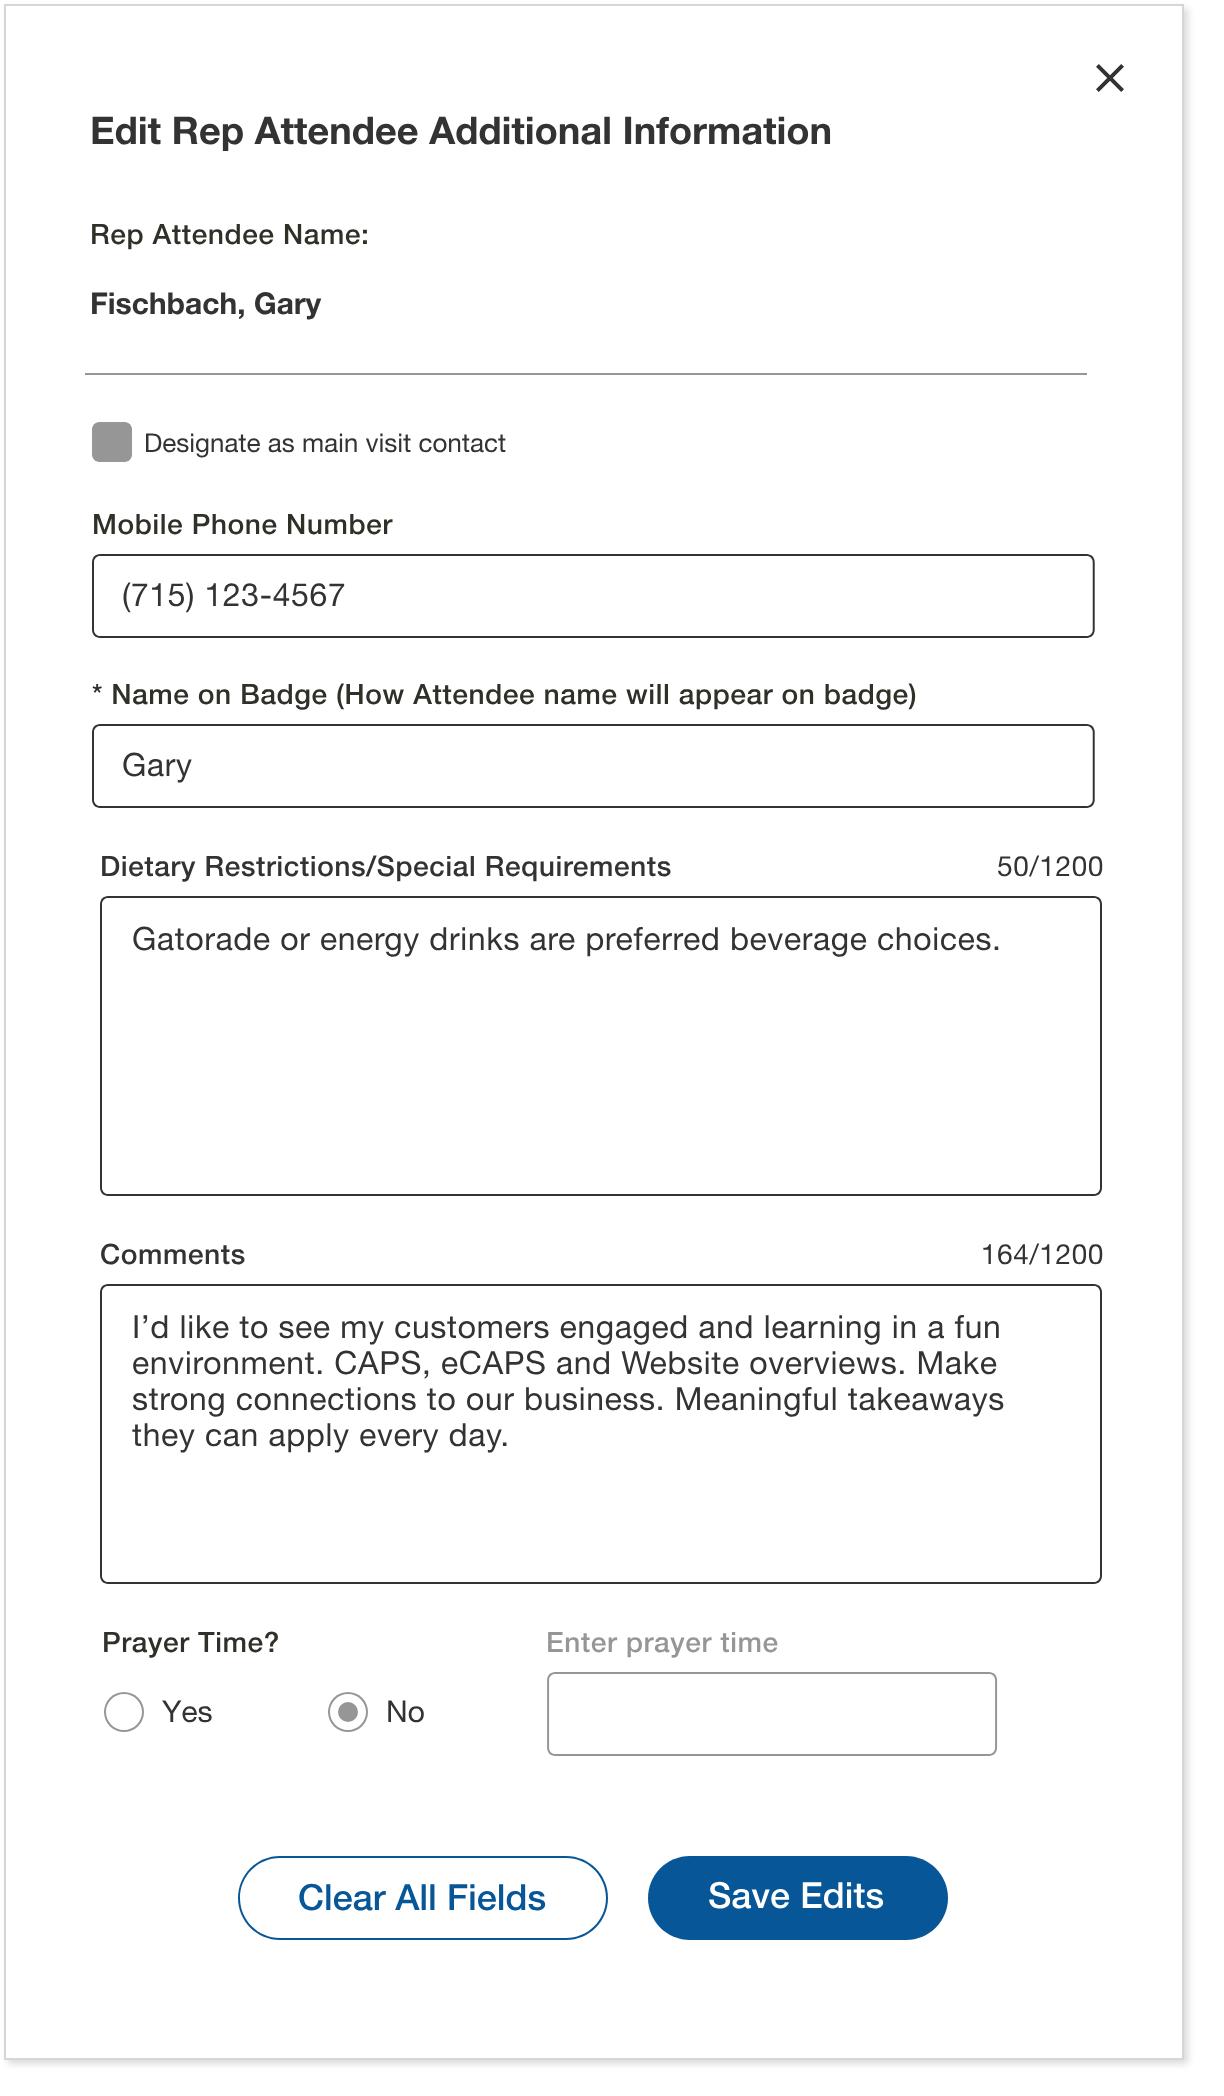 Edit Rep Attendee Additional Information
Rep Attendee Name:
Fischbach, Gary
Designate as main visit contact
Mobile Phone Number
(715) 123-4567
* Name on Badge (How Attendee name will appear on badge)
Gary
Dietary Restrictions/Special Requirements 50/1200
Gatorade or energy drinks are preferred beverage choices.
Comments 164/1200
I’d like to see my customers engaged and learning in a fun
environment. CAPS, eCAPS and Website overviews. Make
strong connections to our business. Meaningful takeaways
they can apply every day.
Prayer Time? Enter prayer time
Yes No
Clear All Fields Save Edits